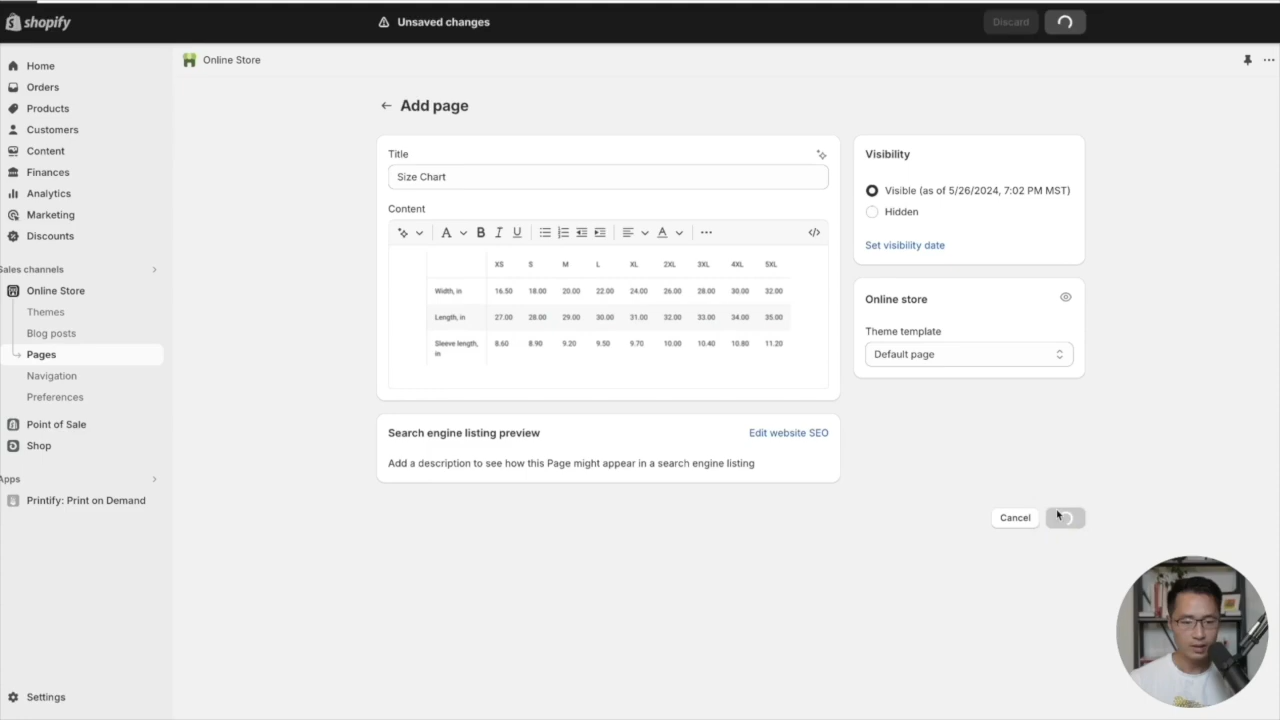 shopify
Unsaved changes
Discard
Home
Orders
Products
Customers
Content
Finances
Analytics
Marketing
Discounts
Sales channels
Online Store
Themes
Blog posts
Pages
Navigation
Preferences
Point of Sale
Shop
Apps
Printify: Print on Demand
Settings
Online Store
Add page
Title
Size Chart
Content
A B I U A
XS S M L XL 2XL 3XL 4XL 5XL
Width, in 16.50 18.00 20.00 22.00 24.00 26.00 28.00 30.00 32.00
Length, in 27.00 28.00 29.00 30.00 31.00 32.00 33.00 34.00 35.00
Sleeve length, 8.60 8.90 9.20 9.50 9.70 10.00 10.40 10.80 11.20
in
Search engine listing preview
Edit website SEO
Add a description to see how this Page might appear in a search engine listing
Visibility
Visible (as of 5/26/2024, 7:02 PM MST)
Hidden
Set visibility date
Online store
Theme template
Default page
Cancel